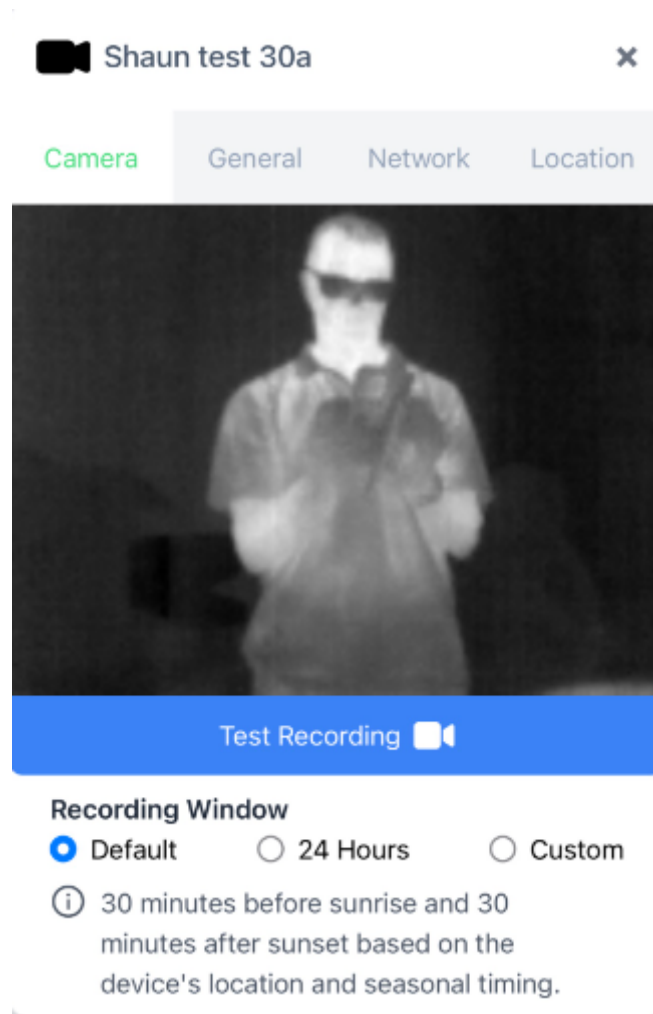 Shaun test 30a
Camera General Network Location
Test Recording
Recording Window
Default 24 Hours Custom
30 minutes before sunrise and 30
minutes after sunset based on the
device's location and seasonal timing.